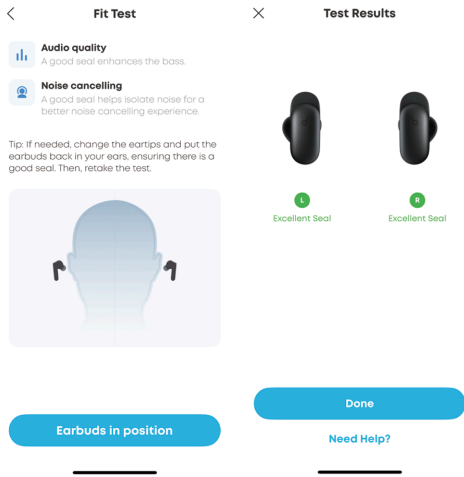 Fit Test
Audio quality
A good seal enhances the bass.
Noise cancelling
A good seal helps isolate noise for a
better noise cancelling experience.
Tip: If needed, change the eartips and put the
earbuds back in your ears, ensuring there is a
good seal. Then, retake the test.
Earbuds in position
Test Results
L
R
Excellent Seal
Excellent Seal
Done
Need Help?